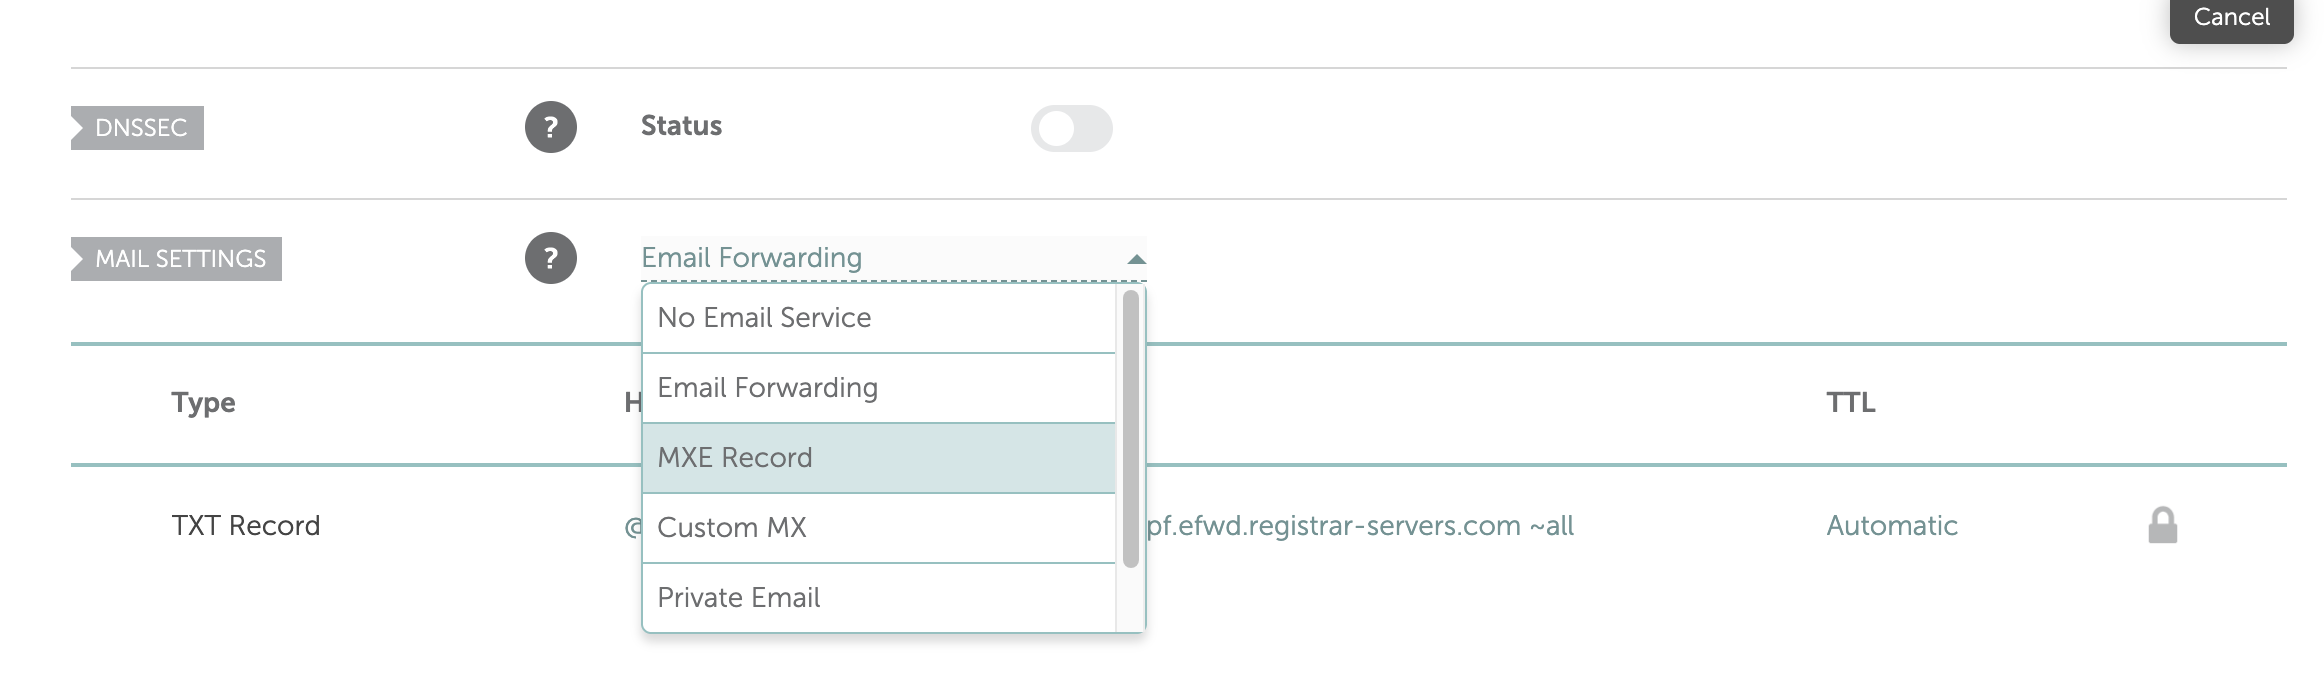 Cancel
DNSSEC
?
Status
MAIL SETTINGS
?
Email Forwarding
No Email Service
Email Forwarding
MXE Record
Custom MX
Private Email
Type
TTL
TXT Record
@
pf.efwd.registrar-servers.com ~all
Automatic